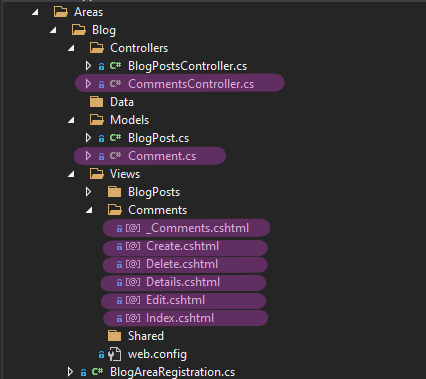 Areas
Blog
Controllers
C# BlogPostsController.cs
C# CommentsController.cs
Data
Models
C# BlogPost.cs
C# Comment.cs
Views
BlogPosts
Comments
[@] _Comments.cshtml
[@] Create.cshtml
[@] Delete.cshtml
[@] Details.cshtml
[@] Edit.cshtml
[@] Index.cshtml
Shared
web.config
C# BlogAreaRegistration.cs